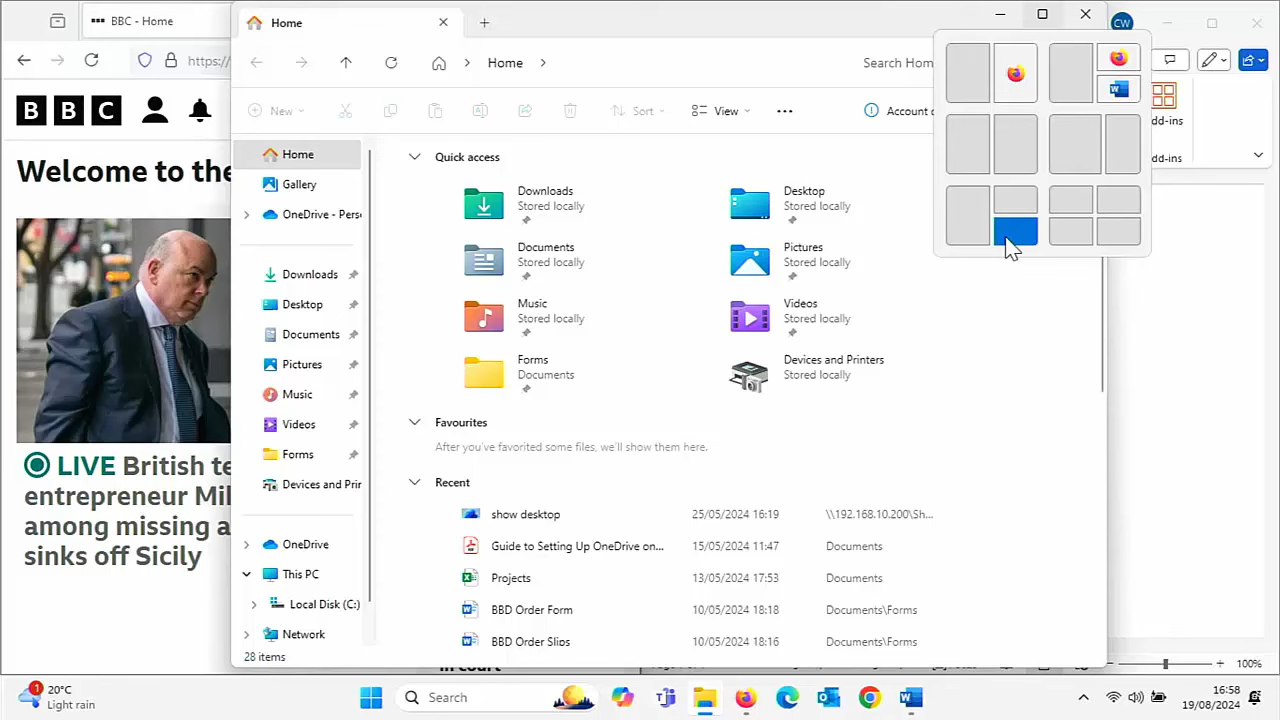 BBC - Home
https://
BBC
Welcome to the
LIVE British te
entrepreneur Mi
among missing a
sinks off Sicily
Home
Home
Search Hom
New
Sort
View
Account
Home
Gallery
OneDrive - Perso
Downloads
Desktop
Documents
Pictures
Music
Videos
Forms
Devices and Prin
OneDrive
This PC
Local Disk (C:)
Network
28 items
Quick access
Downloads
Stored locally
Desktop
Stored locally
Documents
Stored locally
Pictures
Stored locally
Music
Stored locally
Videos
Stored locally
Forms
Documents
Devices and Printers
Stored locally
Favourites
After you've favorited some files, we'll show them here.
Recent
show desktop 25/05/2024 16:19 \\192.168.10.200\Sh...
Guide to Setting Up OneDrive on... 15/05/2024 11:47 Documents
Projects 13/05/2024 17:53 Documents
BBD Order Form 10/05/2024 18:18 Documents\Forms
BBD Order Slips 10/05/2024 18:16 Documents\Forms
CW
dd-ins
dd-ins
100%
1
20°C
Light rain
Search
16:58
19/08/2024